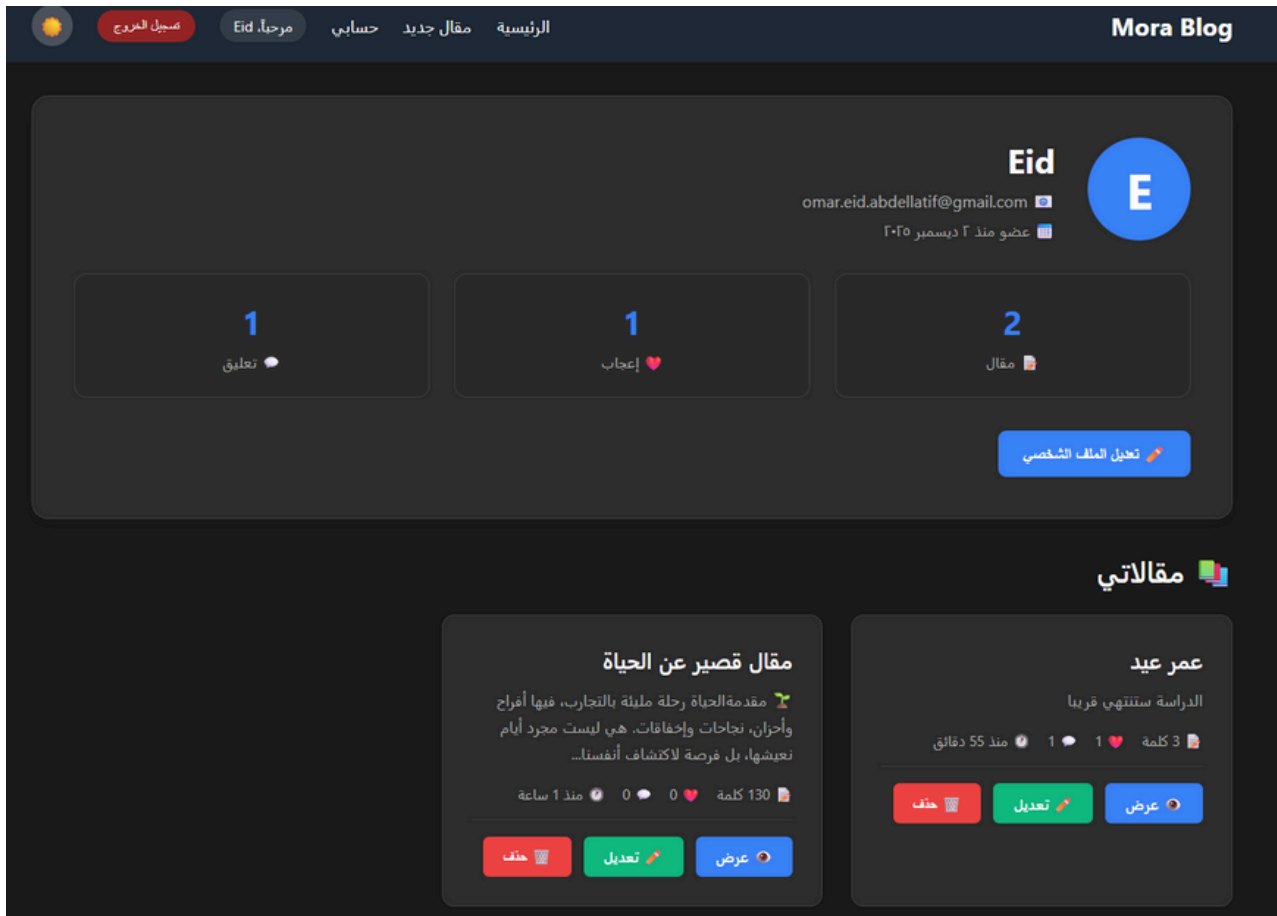 Mora Blog
الرئيسية
مقال جديد
حسابي
مرحباً، Eid
تسجيل الخروج
E
Eid
omar.eid.abdellatif@gmail.com
عضو منذ ٢ ديسمبر ٢٠٢٥
2
مقال
1
إعجاب
1
تعليق
تعديل الملف الشخصي
مقالاتي
عمر عيد
الدراسة ستنتهي قريبا
3 كلمة 1 1 منذ 55 دقائق
عرض
تعديل
حذف
مقال قصير عن الحياة
مقدمةالحياة رحلة مليئة بالتجارب، فيها أفراح
وأحزان، نجاحات وإخفاقات. هي ليست مجرد أيام
نعيشها، بل فرصة لاكتشاف أنفسنا...
130 كلمة 0 0 منذ 1 ساعة
عرض
تعديل
حذف